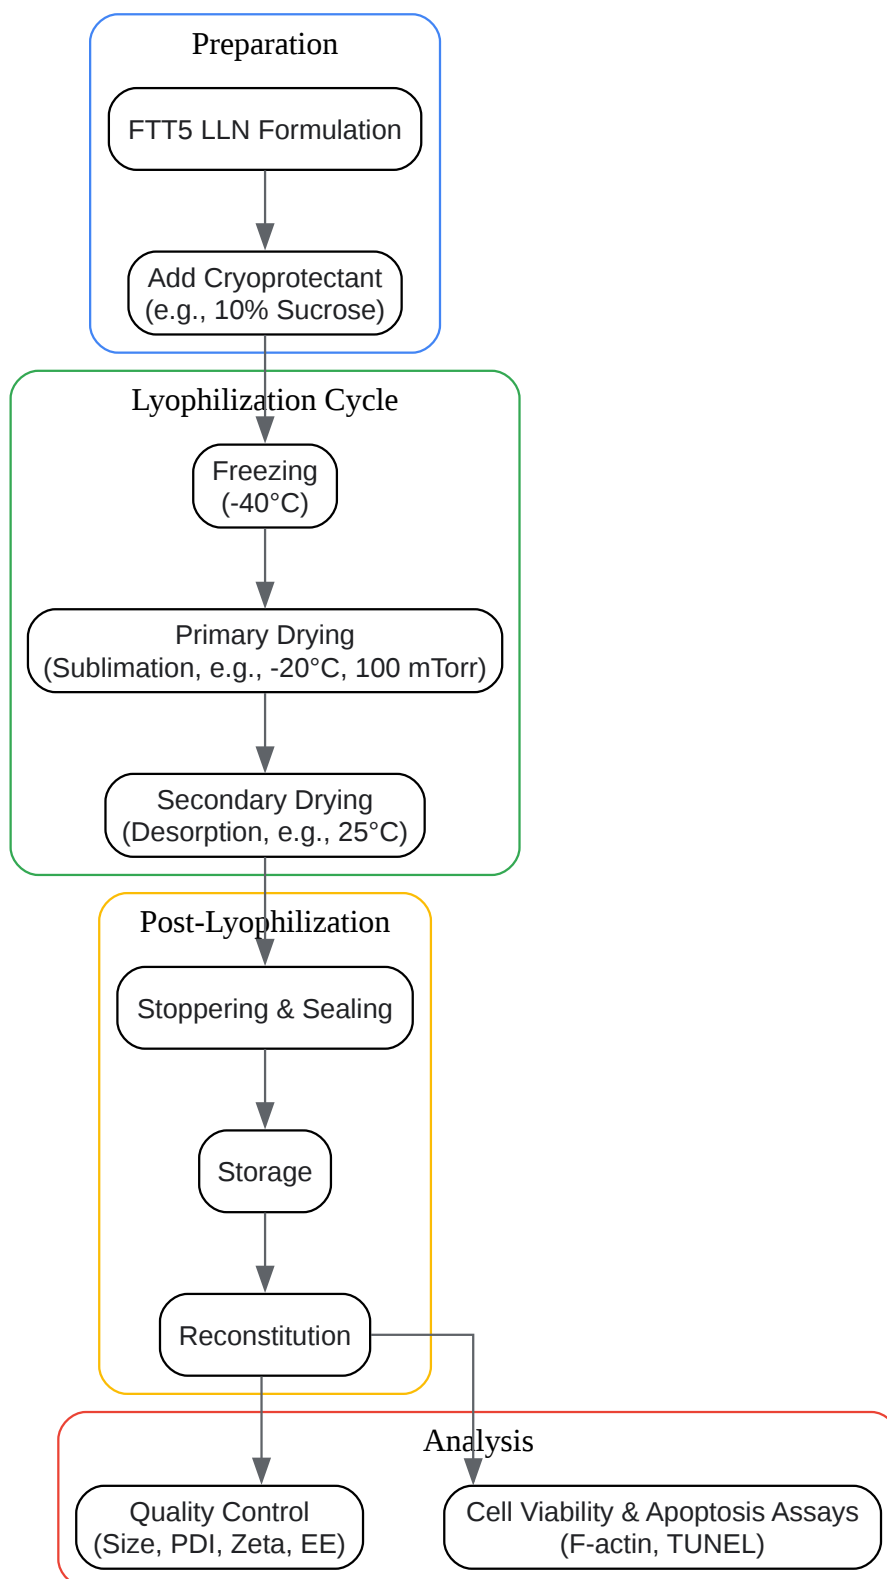 Preparation
FTT5 LLN Formulation
Add Cryoprotectant
(e.g., 10% Sucrose)
Lyophilization Cycle
Freezing
(-40°C)
Primary Drying
(Sublimation, e.g., -20°C, 100 mTorr)
Secondary Drying
(Desorption, e.g., 25°C)
Post-Lyophilization
Stoppering & Sealing
Storage
Reconstitution
Analysis
Quality Control
(Size, PDI, Zeta, EE)
Cell Viability & Apoptosis Assays
(F-actin, TUNEL)